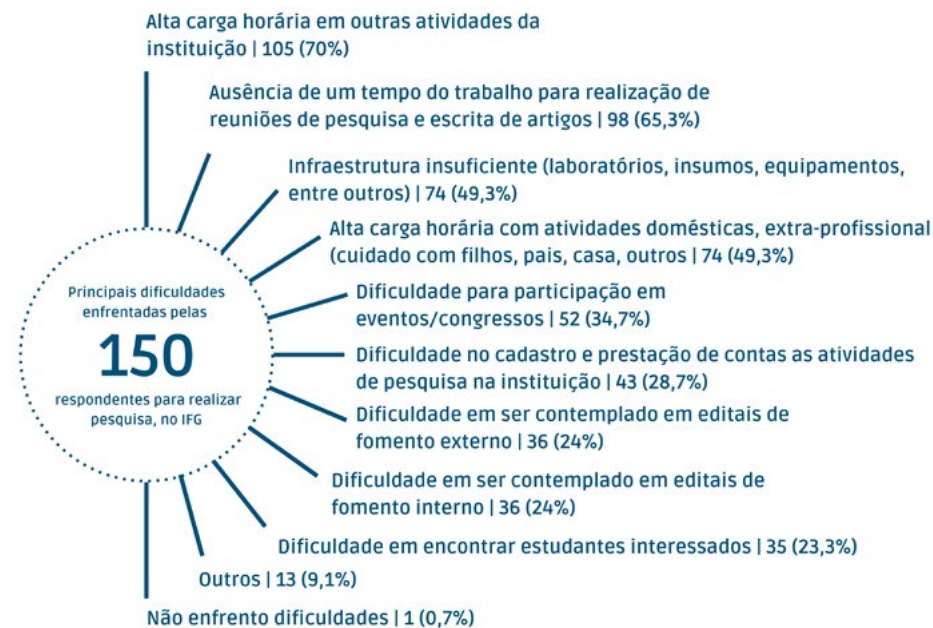 Alta carga horária em outras atividades da
instituição | 105 (70%)
Ausência de um tempo do trabalho para realização de
reuniões de pesquisa e escrita de artigos | 98 (65,3%)
Infraestrutura insuficiente (laboratórios, insumos, equipamentos,
entre outros) | 74 (49,3%)
Alta carga horária com atividades domésticas, extra-profissional
(cuidado com filhos, pais, casa, outros | 74 (49,3%)
Principais dificuldades
enfrentadas pelas
150
respondentes para realizar
pesquisa, no IFG
Dificuldade para participação em
eventos/congressos | 52 (34,7%)
Dificuldade no cadastro e prestação de contas as atividades
de pesquisa na instituição | 43 (28,7%)
Dificuldade em ser contemplado em editais de
fomento externo | 36 (24%)
Dificuldade em ser contemplado em editais de
fomento interno | 36 (24%)
Dificuldade em encontrar estudantes interessados | 35 (23,3%)
Outros | 13 (9,1%)
Não enfrento dificuldades | 1 (0,7%)